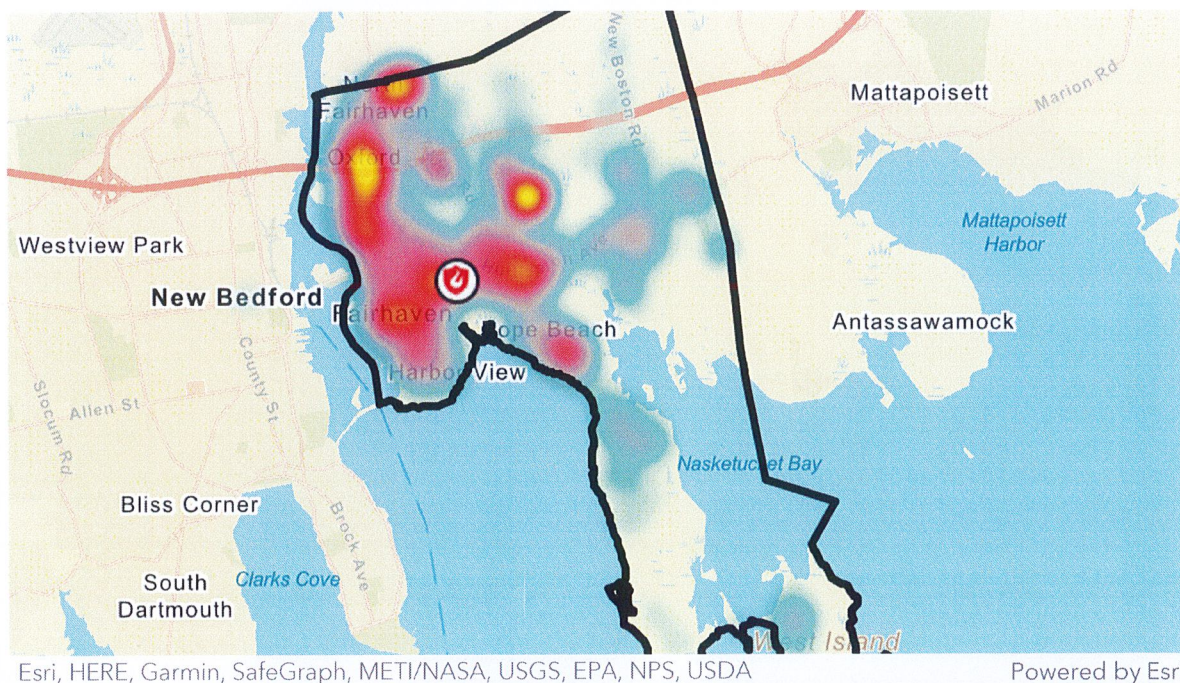 New Boston Rd
Mattapoisett
Marion Rd
Fairhaven
Oxford
Rd
Mattapoisett
Harbor
Westview Park
Ave
New Bedford
Fairhaven
Antassawamock
Pope Beach
County St
Harbor View
Slocum Rd
Allen St
Nasketucket Bay
Bliss Corner
Brock Ave
South
Dartmouth
Clarks Cove
West Island
Esri, HERE, Garmin, SafeGraph, METI/NASA, USGS, EPA, NPS, USDA
Powered by Esr